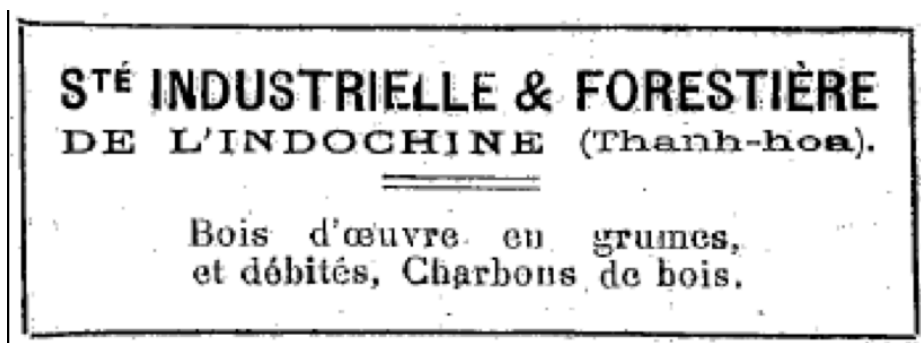 STÉ INDUSTRIELLE & FORESTIÈRE
DE L'INDOCHINE (Thanh-hoa).
Bois d'œuvre en grumes,
et débités, Charbons de bois.